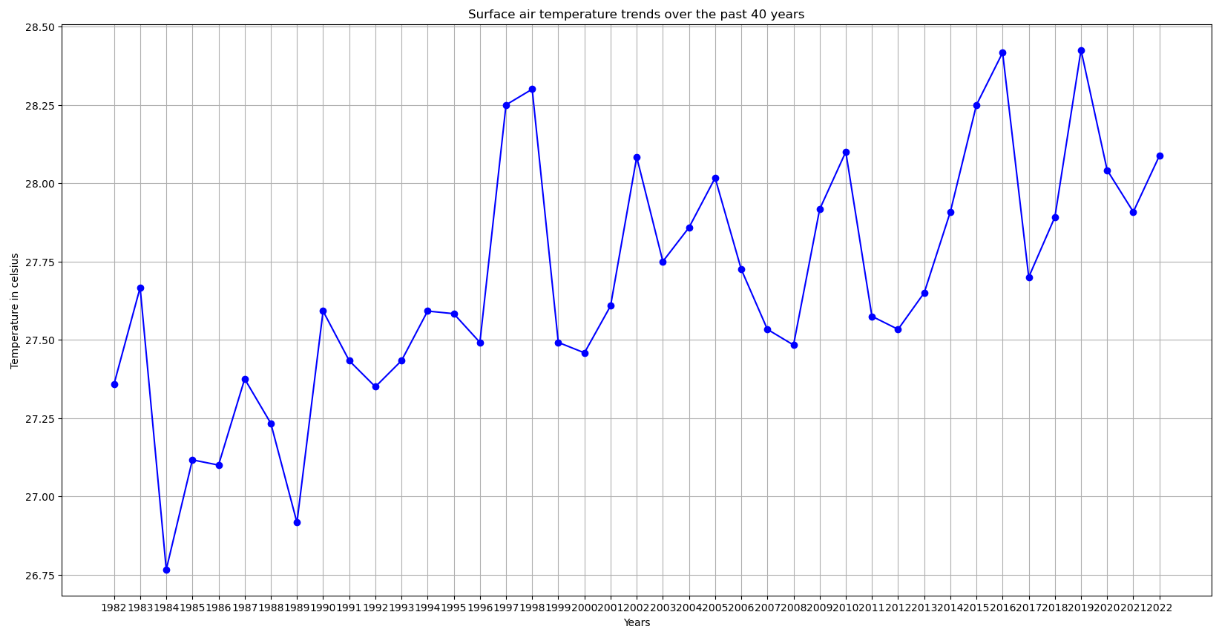 Surface air temperature trends over the past 40 years
28.50
28.25
28.00
27.75
27.50
27.25
27.00
26.75
Temperature in celsius
1982 1983 1984 1985 1986 1987 1988 1989 1990 1991 1992 1993 1994 1995 1996 1997 1998 1999 2000 2001 2002 2003 2004 2005 2006 2007 2008 2009 2010 2011 2012 2013 2014 2015 2016 2017 2018 2019 2020 2021 2022
Years